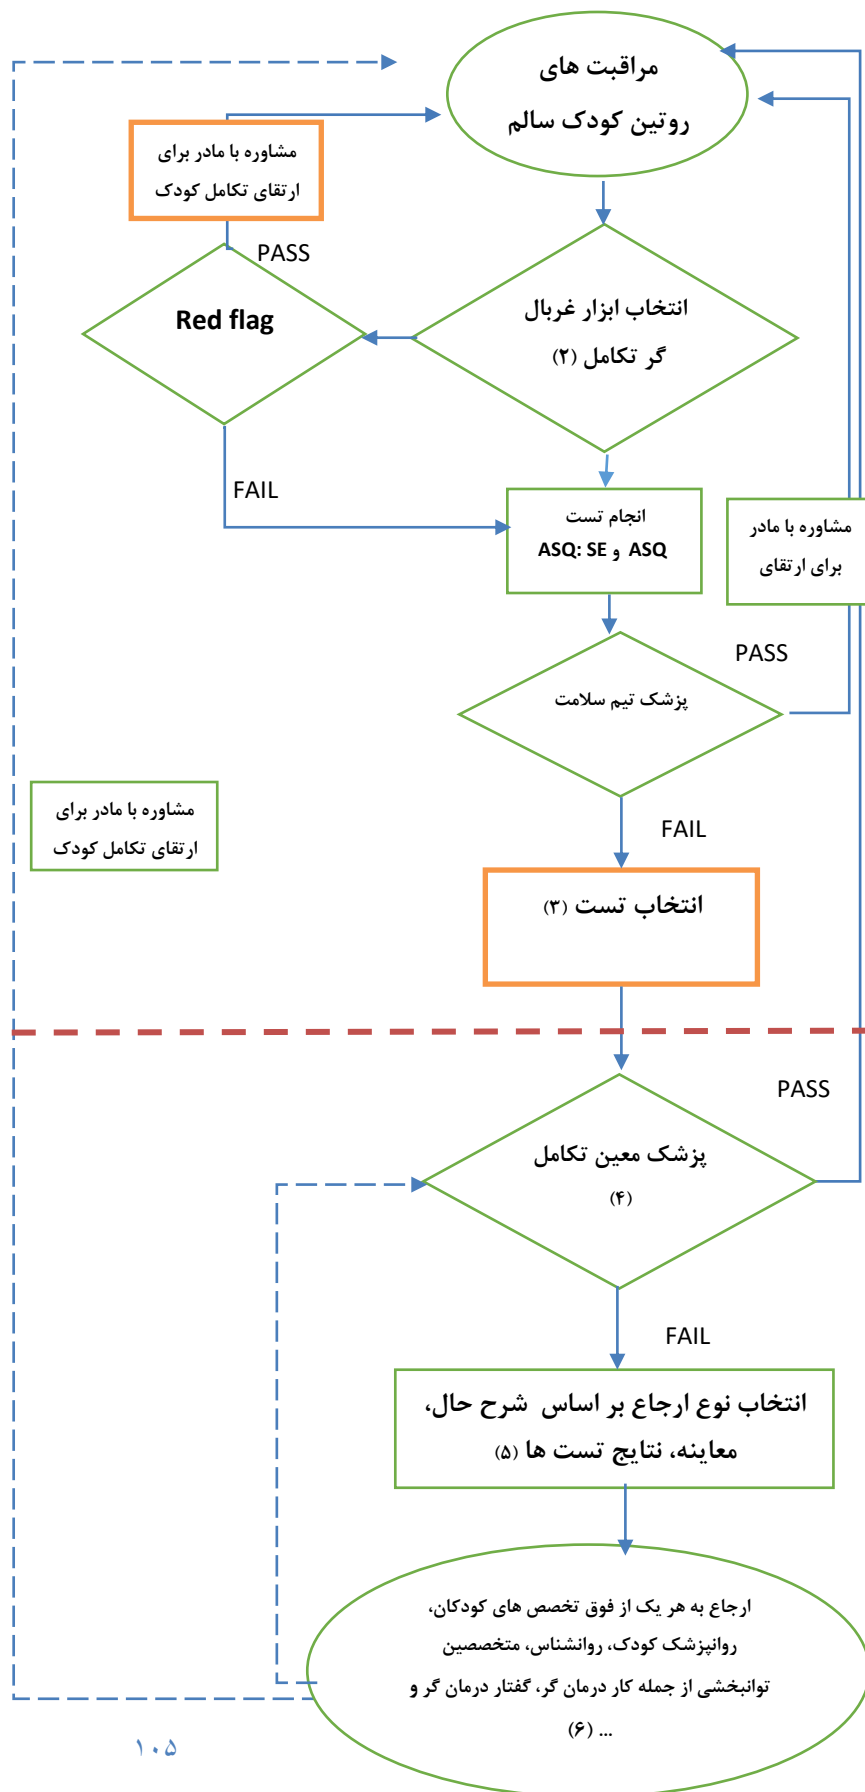 مراقبت های
روتین کودک سالم
مشاوره با مادر برای
ارتقای تکامل کودک
PASS
Red flag
انتخاب ابزار غربال
گر تکامل (۲)
FAIL
انجام تست
ASQ و ASQ: SE
مشاوره با مادر
برای ارتقای
PASS
پزشک تیم سلامت
مشاوره با مادر برای
ارتقای تکامل کودک
FAIL
انتخاب تست (۳)
PASS
پزشک معین تکامل
(۴)
FAIL
انتخاب نوع ارجاع بر اساس شرح حال،
معاینه، نتایج تست ها (۵)
ارجاع به هر یک از فوق تخصص های کودکان،
روانپزشک کودک، روانشناس، متخصصین
توانبخشی از جمله کار درمان گر، گفتار درمان گر و
... (۶)
۱۰۵